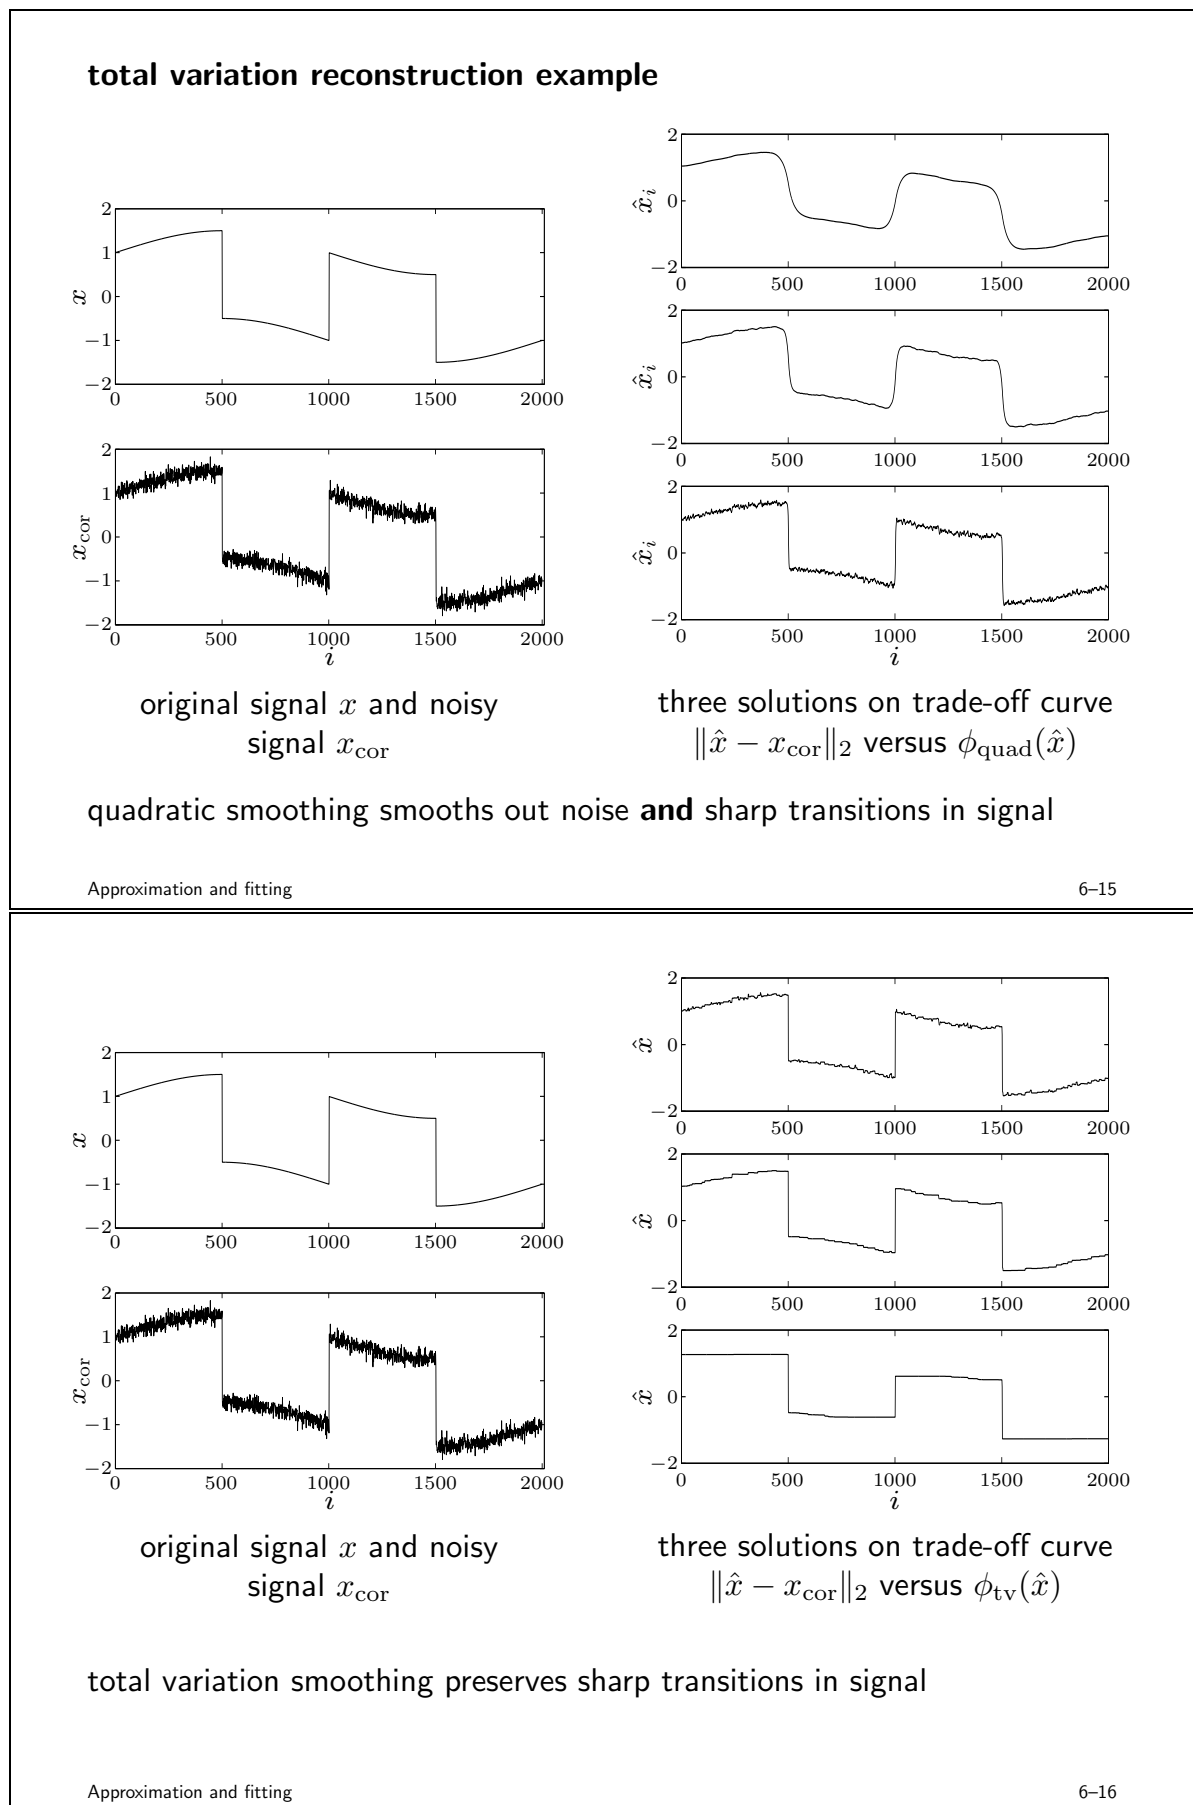 total variation reconstruction example
2
1
0
−1
−2
x
0 500 1000 1500 2000
2
1
0
−1
−2
x_cor
0 500 1000 1500 2000
i
original signal x and noisy
signal x_cor
2
0
−2
x̂_i
0 500 1000 1500 2000
2
0
−2
x̂_i
0 500 1000 1500 2000
2
0
−2
x̂_i
0 500 1000 1500 2000
i
three solutions on trade-off curve
‖x̂ − x_cor‖_2 versus ϕ_quad(x̂)
quadratic smoothing smooths out noise and sharp transitions in signal
Approximation and fitting 6–15
2
1
0
−1
−2
x
0 500 1000 1500 2000
2
1
0
−1
−2
x_cor
0 500 1000 1500 2000
i
original signal x and noisy
signal x_cor
2
0
−2
x̂
0 500 1000 1500 2000
2
0
−2
x̂
0 500 1000 1500 2000
2
0
−2
x̂
0 500 1000 1500 2000
i
three solutions on trade-off curve
‖x̂ − x_cor‖_2 versus ϕ_tv(x̂)
total variation smoothing preserves sharp transitions in signal
Approximation and fitting 6–16